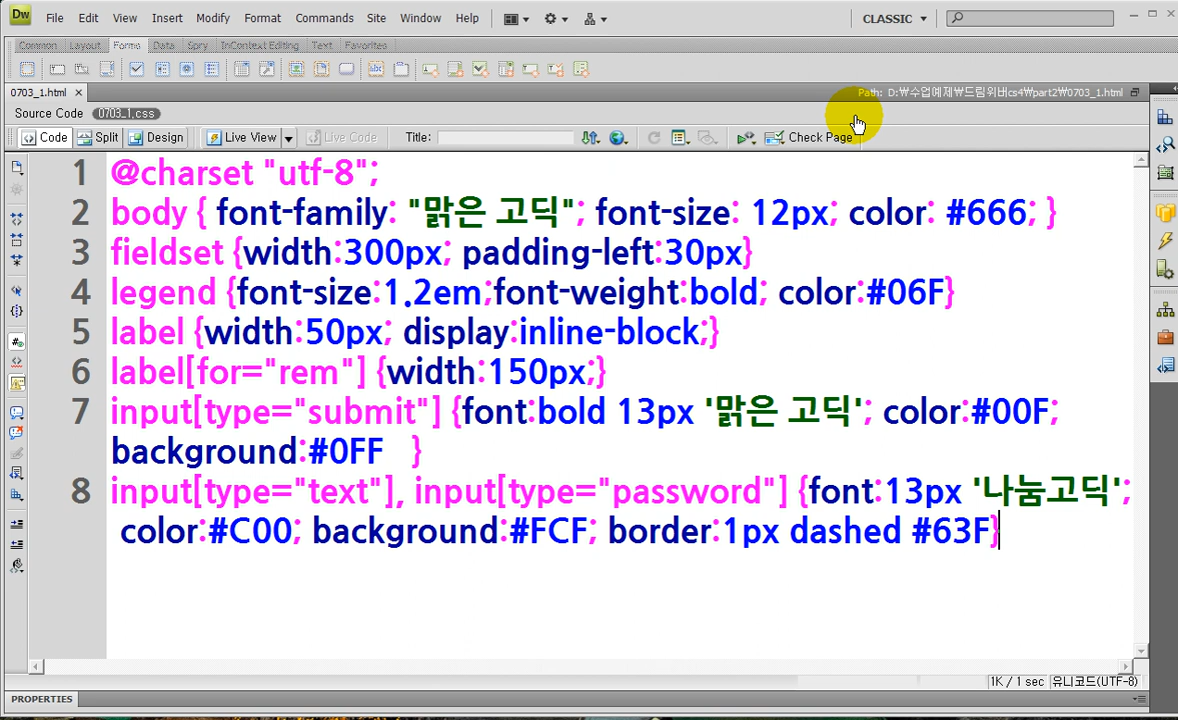 Dw File Edit View Insert Modify Format Commands Site Window Help CLASSIC
Common Layout Forms Data Spry InContext Editing Text Favorites
0703_1.html Path: D:₩수업예제₩드림위버cs4₩part2₩0703_1.html
Source Code 0703_1.css
Code Split Design Live View Live Code Title: Check Page
1 @charset "utf-8";
2 body { font-family: "맑은 고딕"; font-size: 12px; color: #666; }
3 fieldset {width:300px; padding-left:30px}
4 legend {font-size:1.2em;font-weight:bold; color:#06F}
5 label {width:50px; display:inline-block;}
6 label[for="rem"] {width:150px;}
7 input[type="submit"] {font:bold 13px '맑은 고딕'; color:#00F;
background:#0FF }
8 input[type="text"], input[type="password"] {font:13px '나눔고딕';
color:#C00; background:#FCF; border:1px dashed #63F}
1K / 1 sec 유니코드(UTF-8)
PROPERTIES